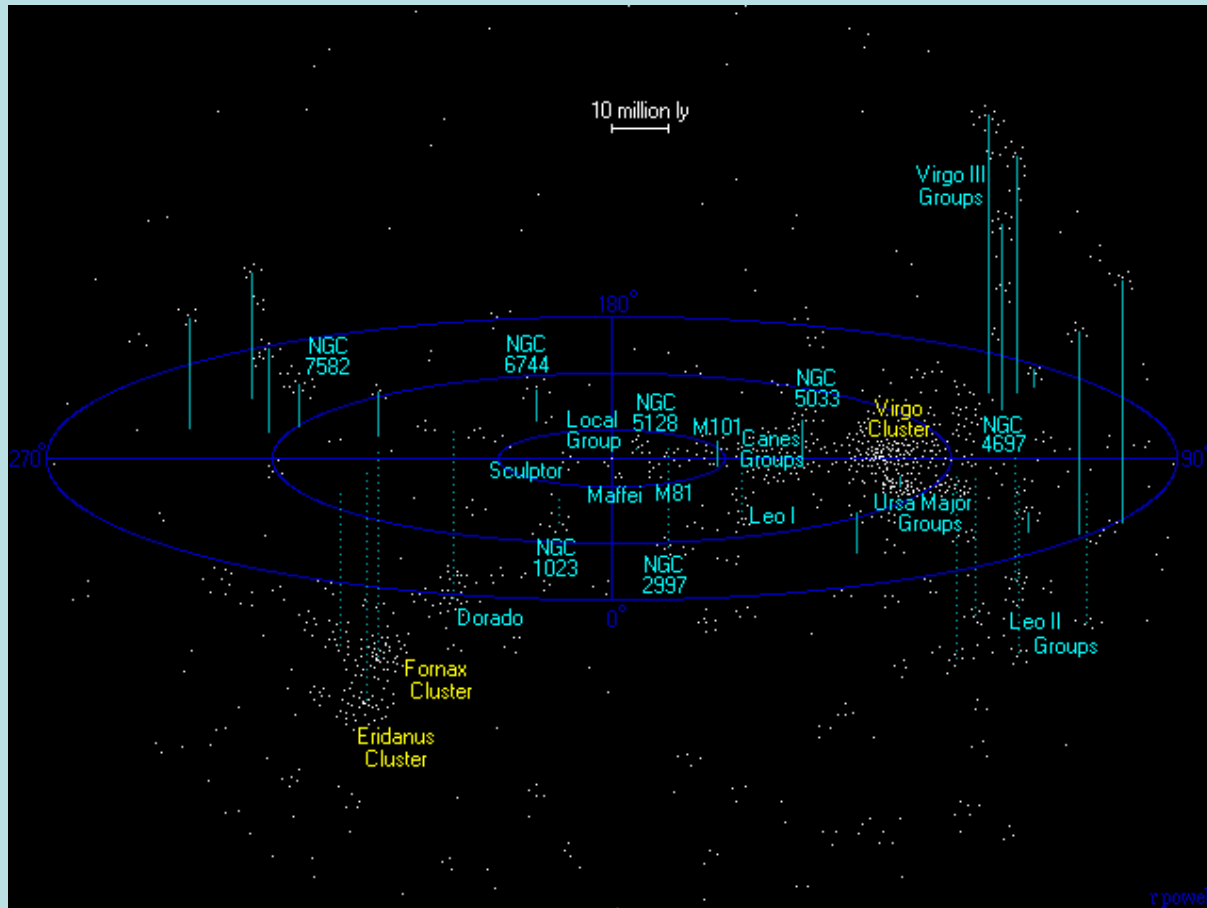 10 million ly
Virgo III
Groups
180°
NGC
7582
NGC
6744
NGC
5033
NGC
5128
Local
Group
M101
Virgo
Cluster
NGC
4697
Canes
Groups
270°
90°
Sculptor
Maffei
M81
Leo I
Ursa Major
Groups
NGC
1023
NGC
2997
0°
Dorado
Leo II
Groups
Fornax
Cluster
Eridanus
Cluster
r powel